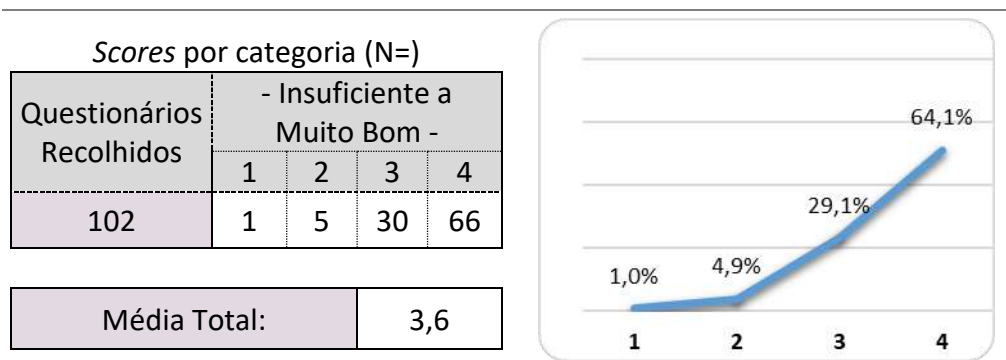 Scores por categoria (N=)
Questionários Recolhidos
- Insuficiente a
Muito Bom -
1 2 3 4
102 1 5 30 66
Média Total: 3,6
64,1%
29,1%
4,9%
1,0%
1 2 3 4